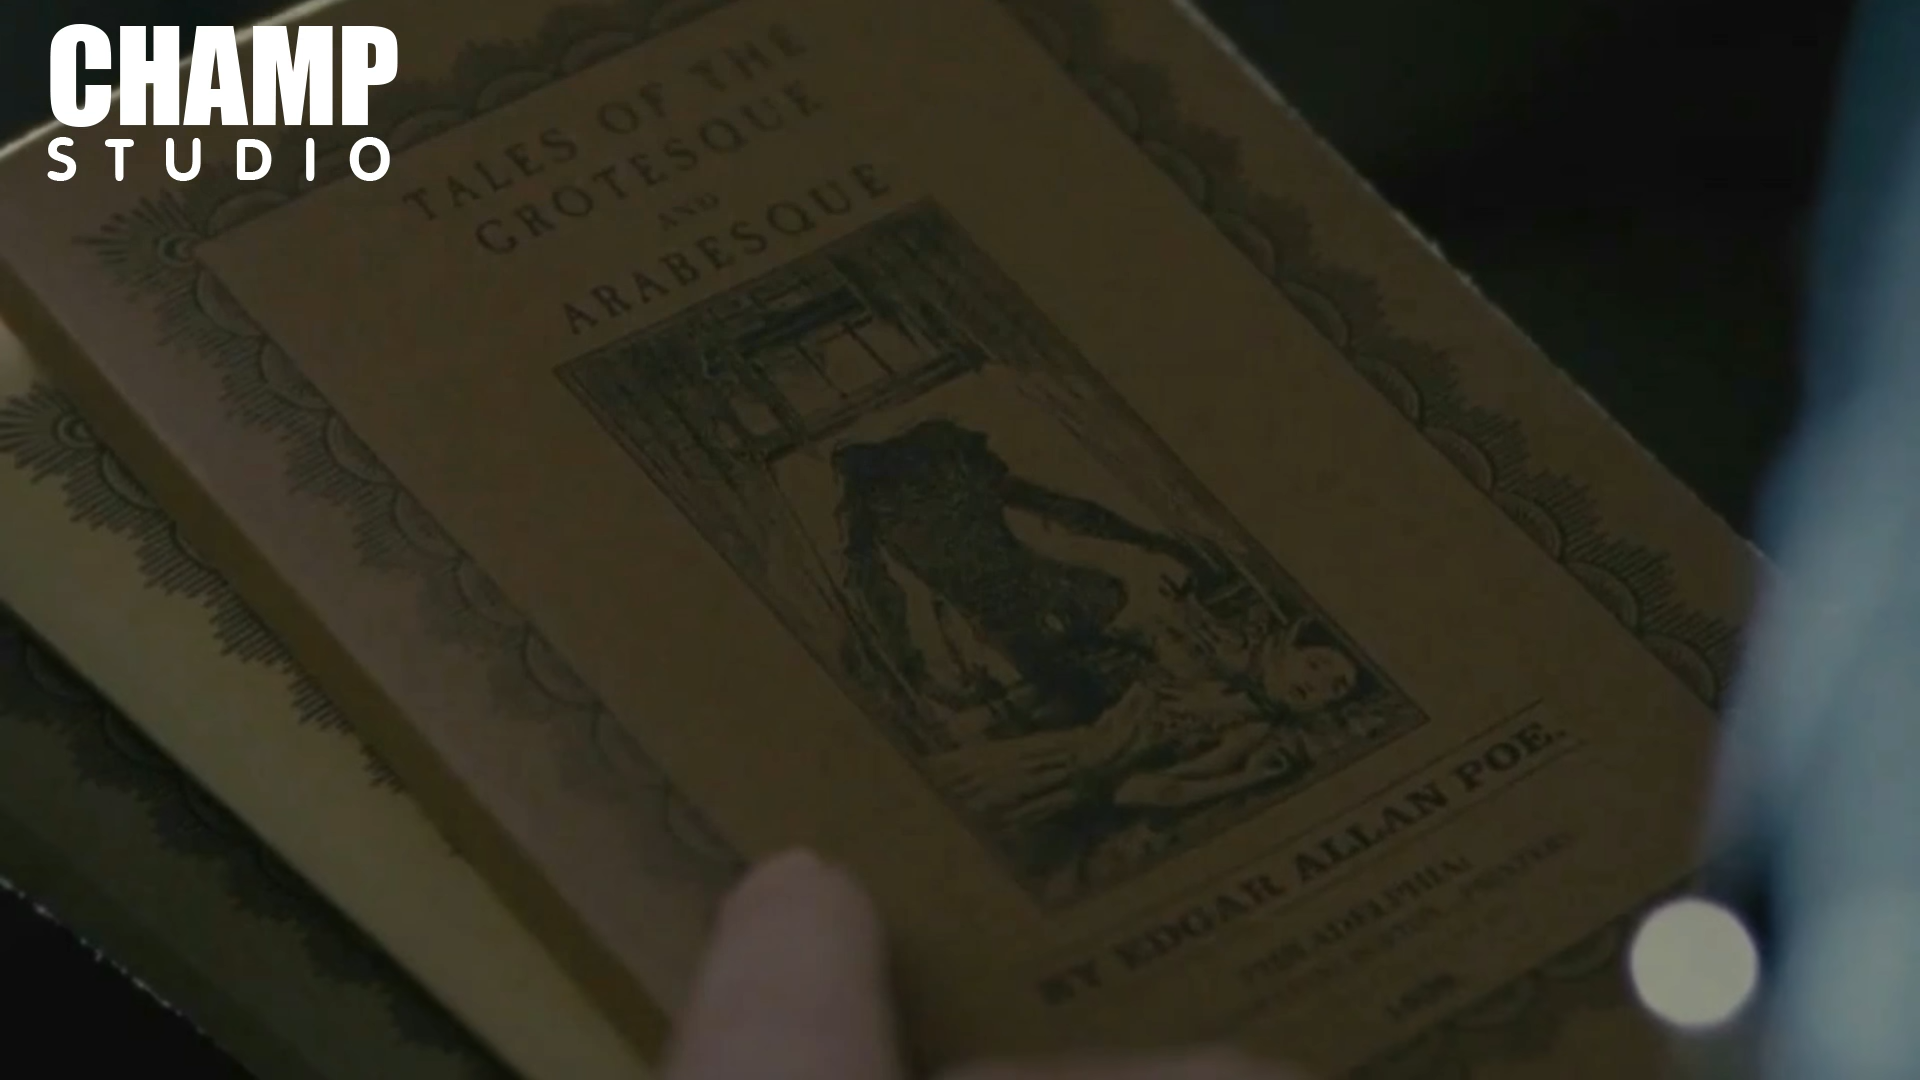 CHAMP
STUDIO
TALES OF THE
GROTESQUE
AND
ARABESQUE
BY EDGAR ALLAN POE.
PHILADELPHIA: